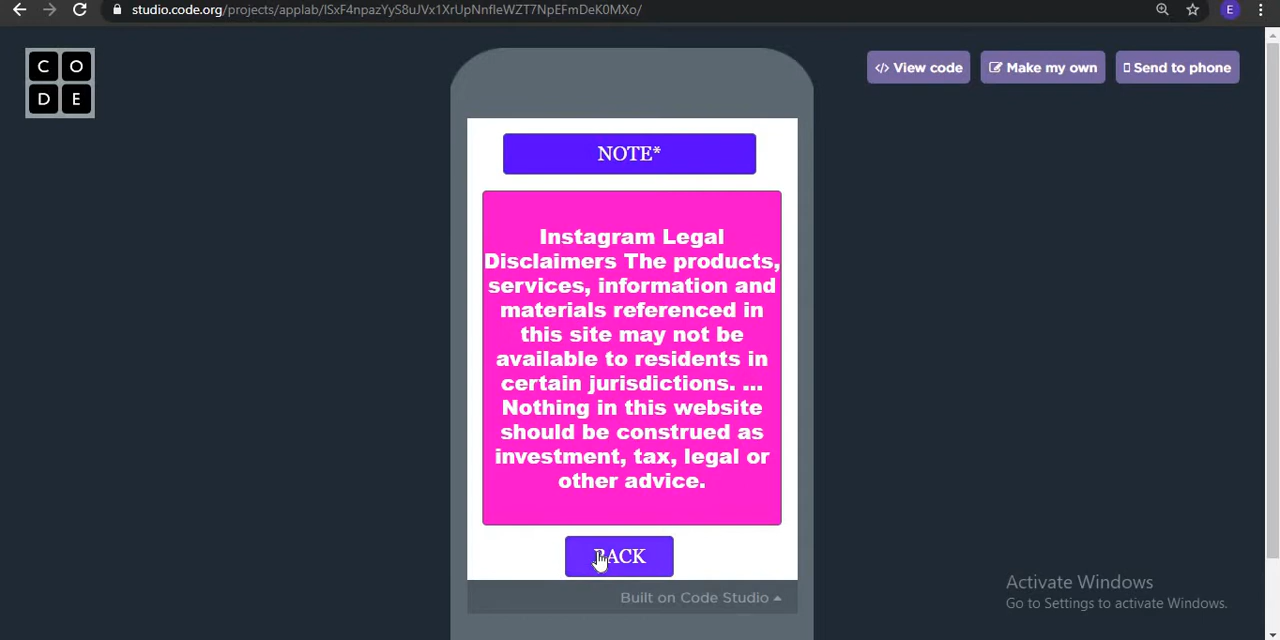 studio.code.org/projects/applab/ISxF4npazYyS8uJVx1XrUpNnfleWZT7NpEFmDeK0MXo/
E
C O
D E
</> View code
Make my own
Send to phone
NOTE*
Instagram Legal
Disclaimers The products,
services, information and
materials referenced in
this site may not be
available to residents in
certain jurisdictions. ...
Nothing in this website
should be construed as
investment, tax, legal or
other advice.
BACK
Built on Code Studio
Activate Windows
Go to Settings to activate Windows.